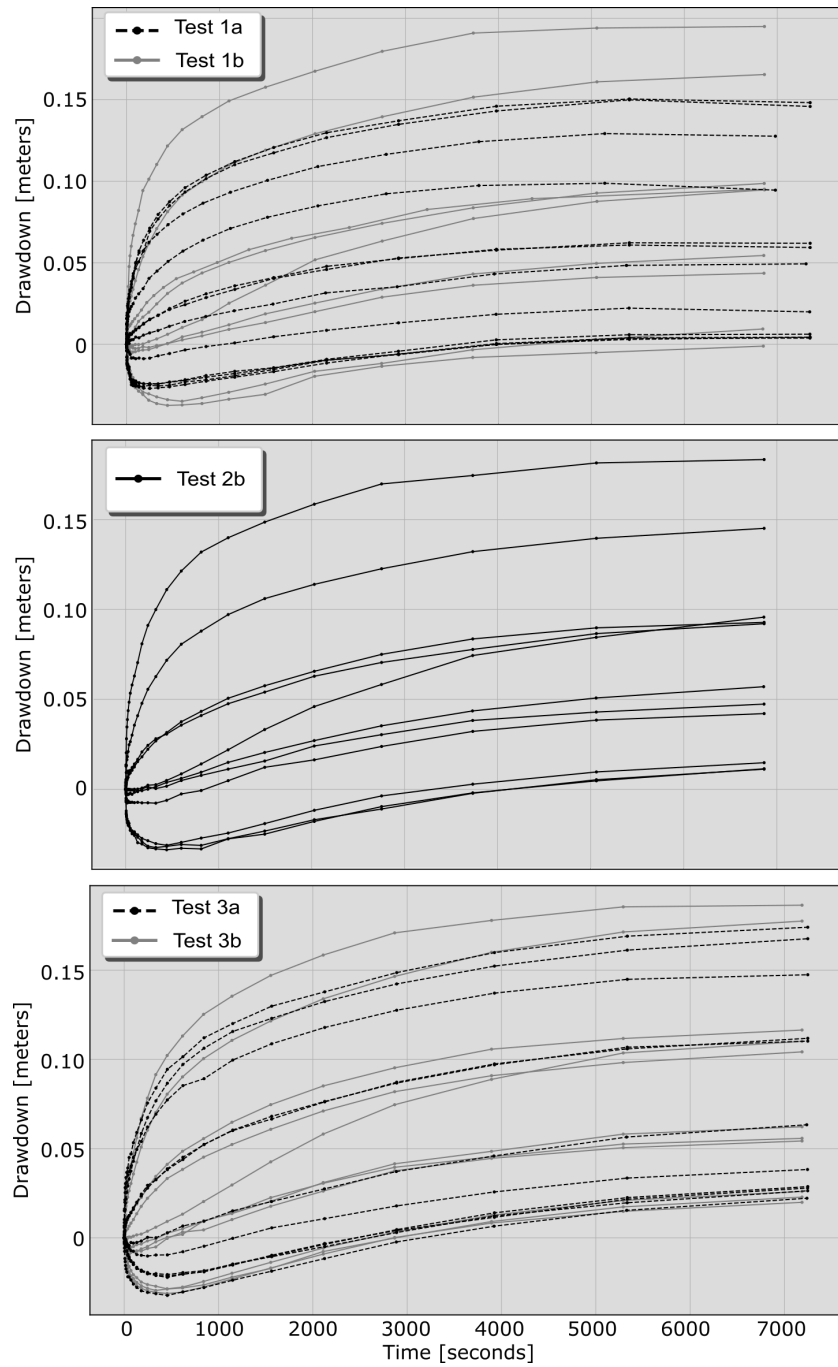 Test 1a
Test 1b
Drawdown [meters]
0.15
0.10
0.05
0
Test 2b
Drawdown [meters]
0.15
0.10
0.05
0
Test 3a
Test 3b
Drawdown [meters]
0.15
0.10
0.05
0
0 1000 2000 3000 4000 5000 6000 7000
Time [seconds]